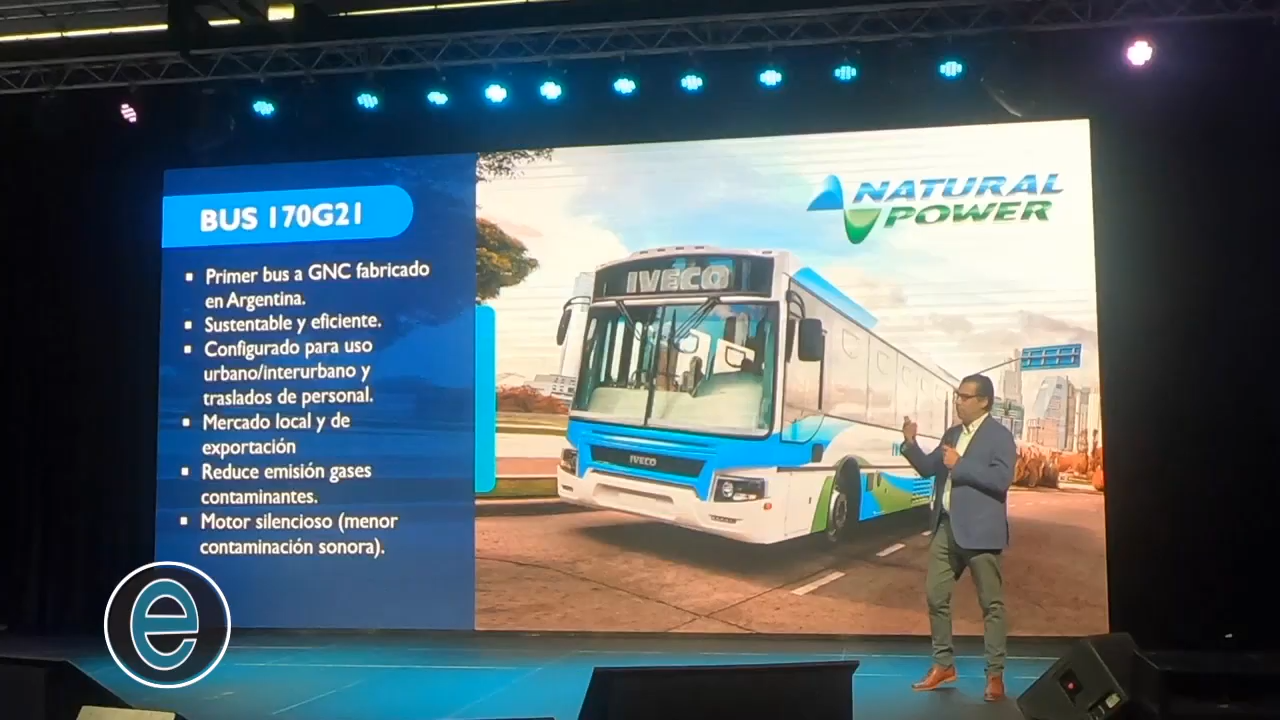 BUS 170G21
▪ Primer bus a GNC fabricado
en Argentina.
▪ Sustentable y eficiente.
▪ Configurado para uso
urbano/interurbano y
traslados de personal.
▪ Mercado local y de
exportación
▪ Reduce emisión gases
contaminantes.
▪ Motor silencioso (menor
contaminación sonora).
NATURAL
POWER
IVECO
IVECO
e